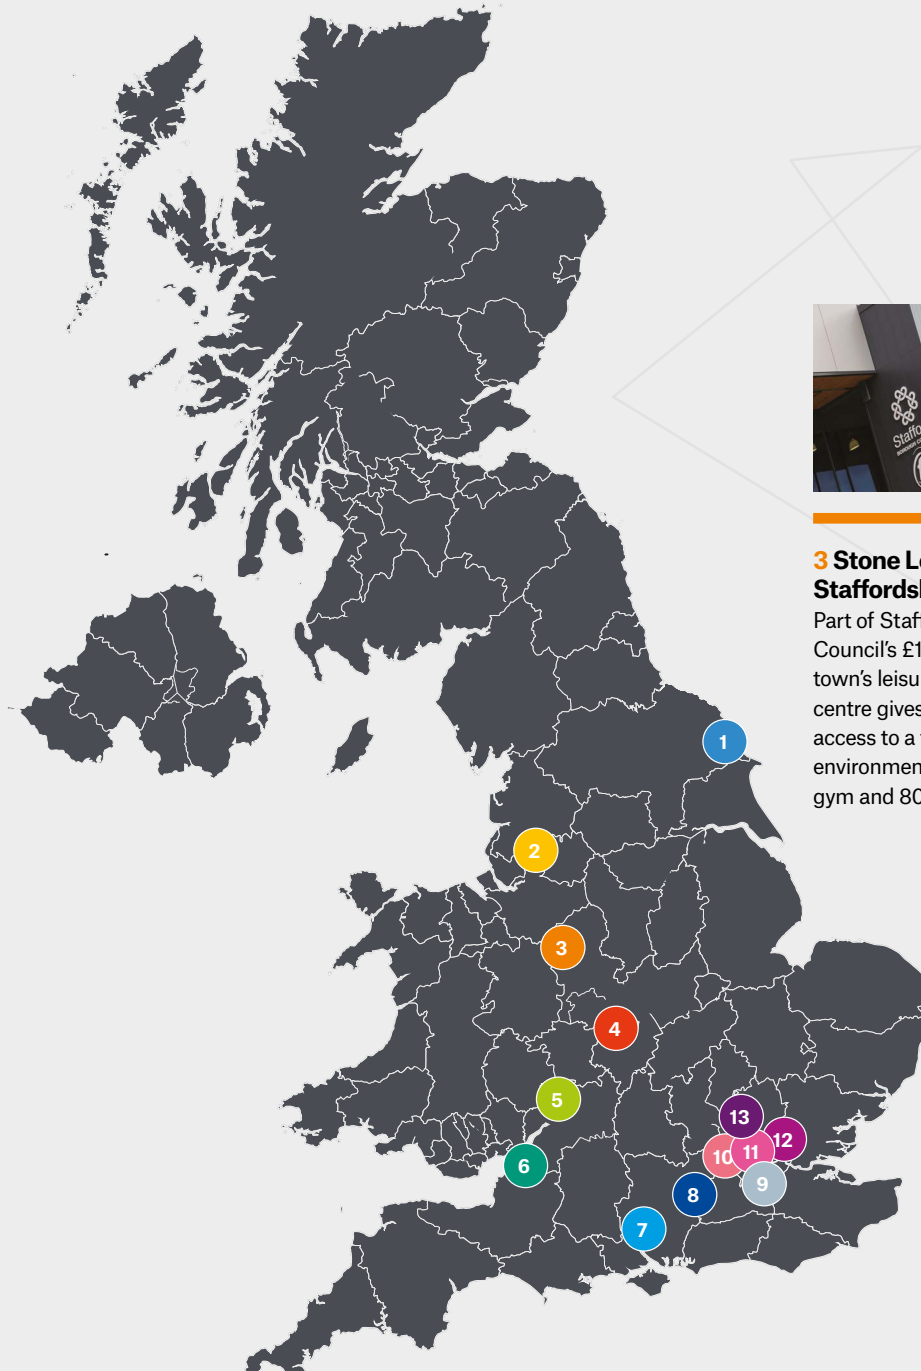 1
2
3
4
5
6
7
8
9
10
11
12
13
3 Stone L
Staffords
Part of Staf
Council's £1
town's leisu
centre gives
access to a
environmen
gym and 80